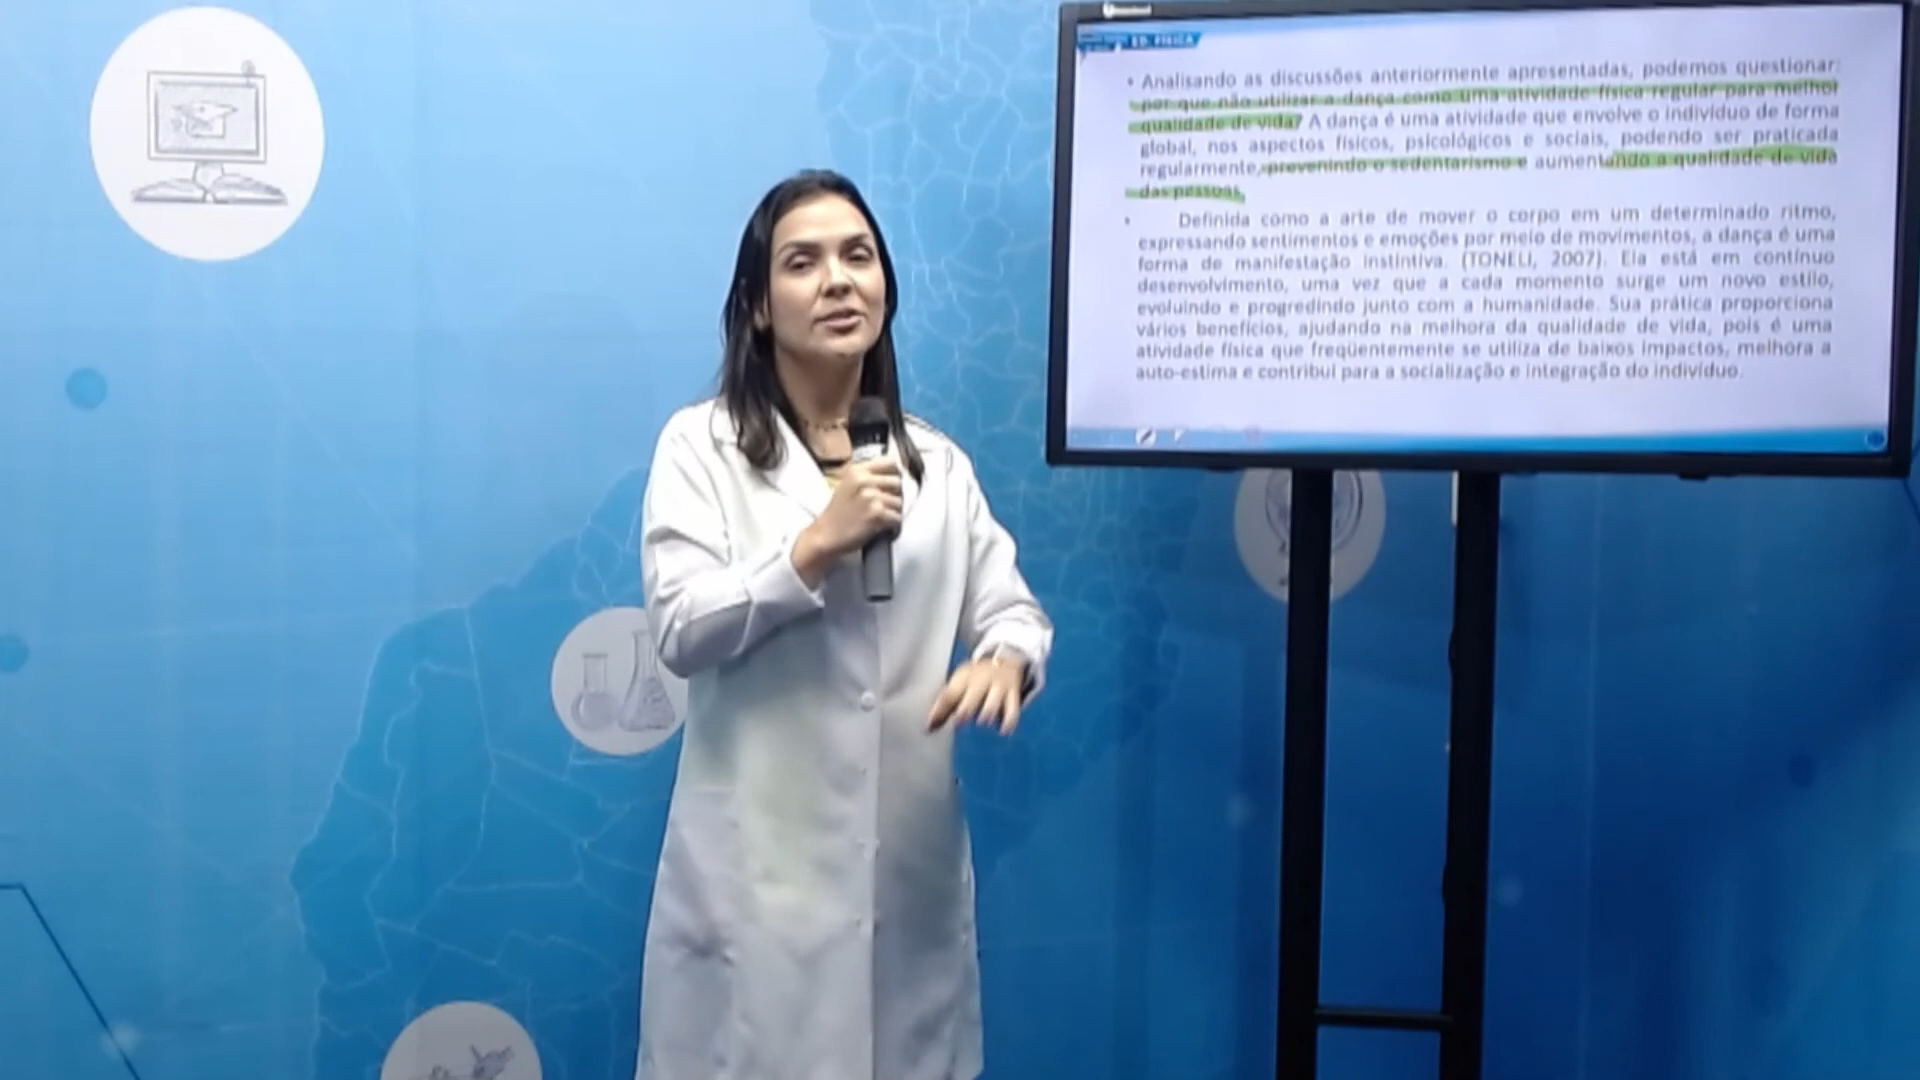 ED. FÍSICA
• Analisando as discussões anteriormente apresentadas, podemos questionar:
por que não utilizar a dança como uma atividade física regular para melhor
qualidade de vida? A dança é uma atividade que envolve o indivíduo de forma
global, nos aspectos físicos, psicológicos e sociais, podendo ser praticada
regularmente, prevenindo o sedentarismo e aumentando a qualidade de vida
das pessoas.
• Definida como a arte de mover o corpo em um determinado ritmo,
expressando sentimentos e emoções por meio de movimentos, a dança é uma
forma de manifestação instintiva. (TONELI, 2007). Ela está em contínuo
desenvolvimento, uma vez que a cada momento surge um novo estilo,
evoluindo e progredindo junto com a humanidade. Sua prática proporciona
vários benefícios, ajudando na melhora da qualidade de vida, pois é uma
atividade física que freqüentemente se utiliza de baixos impactos, melhora a
auto-estima e contribui para a socialização e integração do indivíduo.